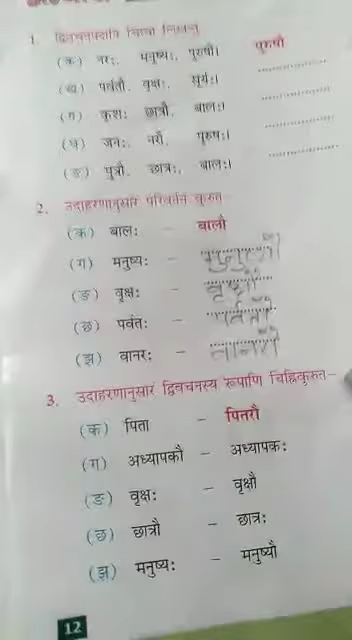 1. द्विवचनपदानि चित्वा लिखत
(क) नरः, मनुष्यः, पुरुषौ। पुरुषौ
(ख) पर्वतौ, वृक्षः, सूर्यः।
(ग) कृशः छात्रौ, बालः।
(घ) जनः, नरौ, पुरुषः।
(ङ) पुत्रौ, छात्रः, बालः।
2. उदाहरणानुसारं परिवर्तनं कुरुत-
(क) बालः - बालौ
(ग) मनुष्यः -
(ङ) वृक्षः - वृक्षौ
(छ) पर्वतः - पर्वतौ
(झ) वानरः - वानरौ
3. उदाहरणानुसारं द्विवचनस्य रूपाणि चिह्निकुरुत-
(क) पिता - पितरौ
(ग) अध्यापकौ - अध्यापकः
(ङ) वृक्षः - वृक्षौ
(छ) छात्रौ - छात्रः
(झ) मनुष्यः - मनुष्यौ
12